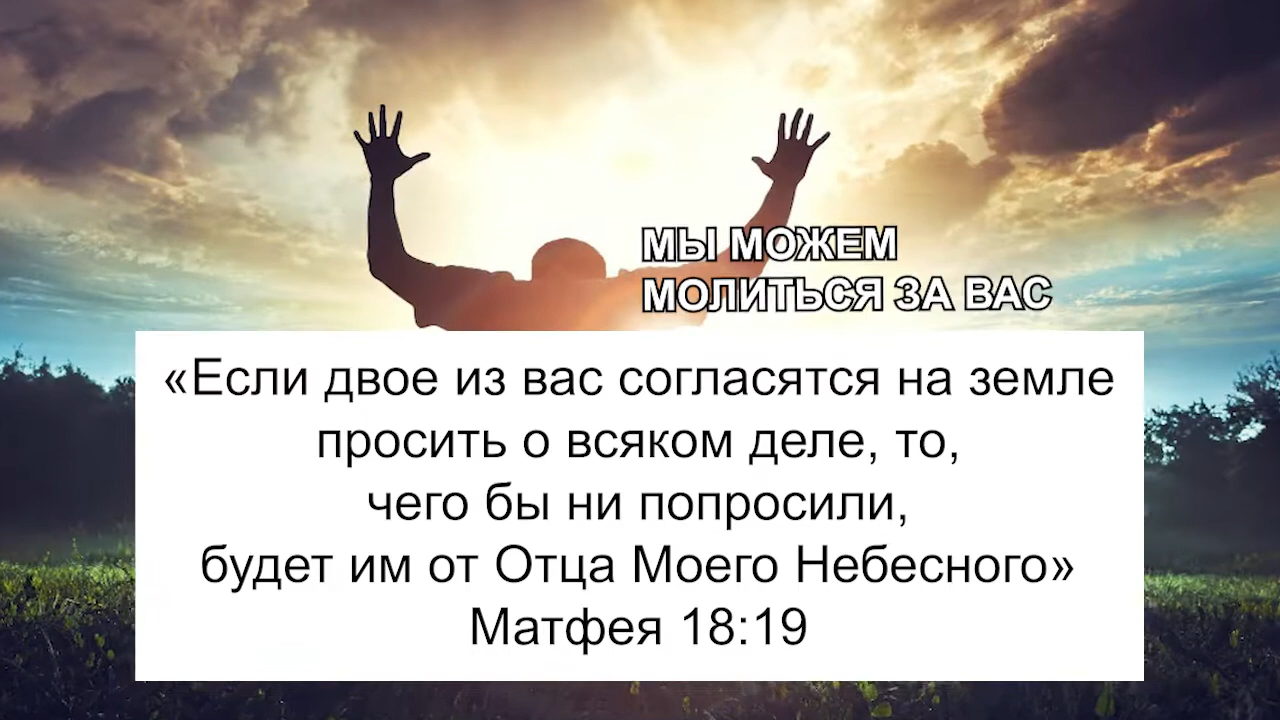 МЫ МОЖЕМ
МОЛИТЬСЯ ЗА ВАС
«Если двое из вас согласятся на земле
просить о всяком деле, то,
чего бы ни попросили,
будет им от Отца Моего Небесного»
Матфея 18:19